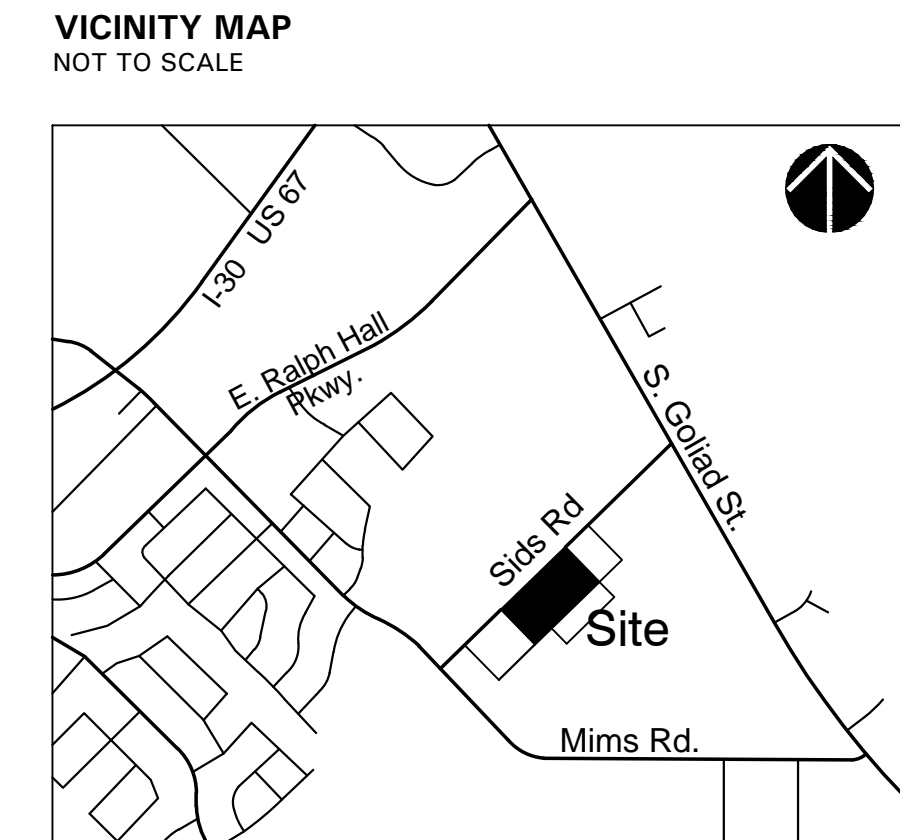 VICINITY MAP
NOT TO SCALE
US 67
I-30
E. Ralph Hall
Pkwy.
S. Goliad St.
Sids Rd
Site
Mims Rd.